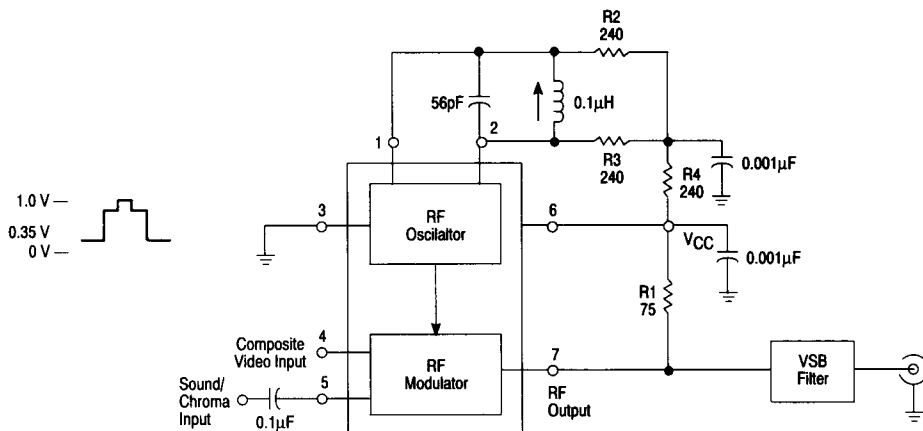 R2
240
56pF
0.1µH
1
2
R3
240
R4
240
0.001µF
1.0 V
0.35 V
0 V
3
RF
Oscilaltor
6
VCC
0.001µF
R1
75
Composite
Video Input
4
RF
Modulator
7
RF
Output
VSB
Filter
Sound/
Chroma
Input
0.1µF
5